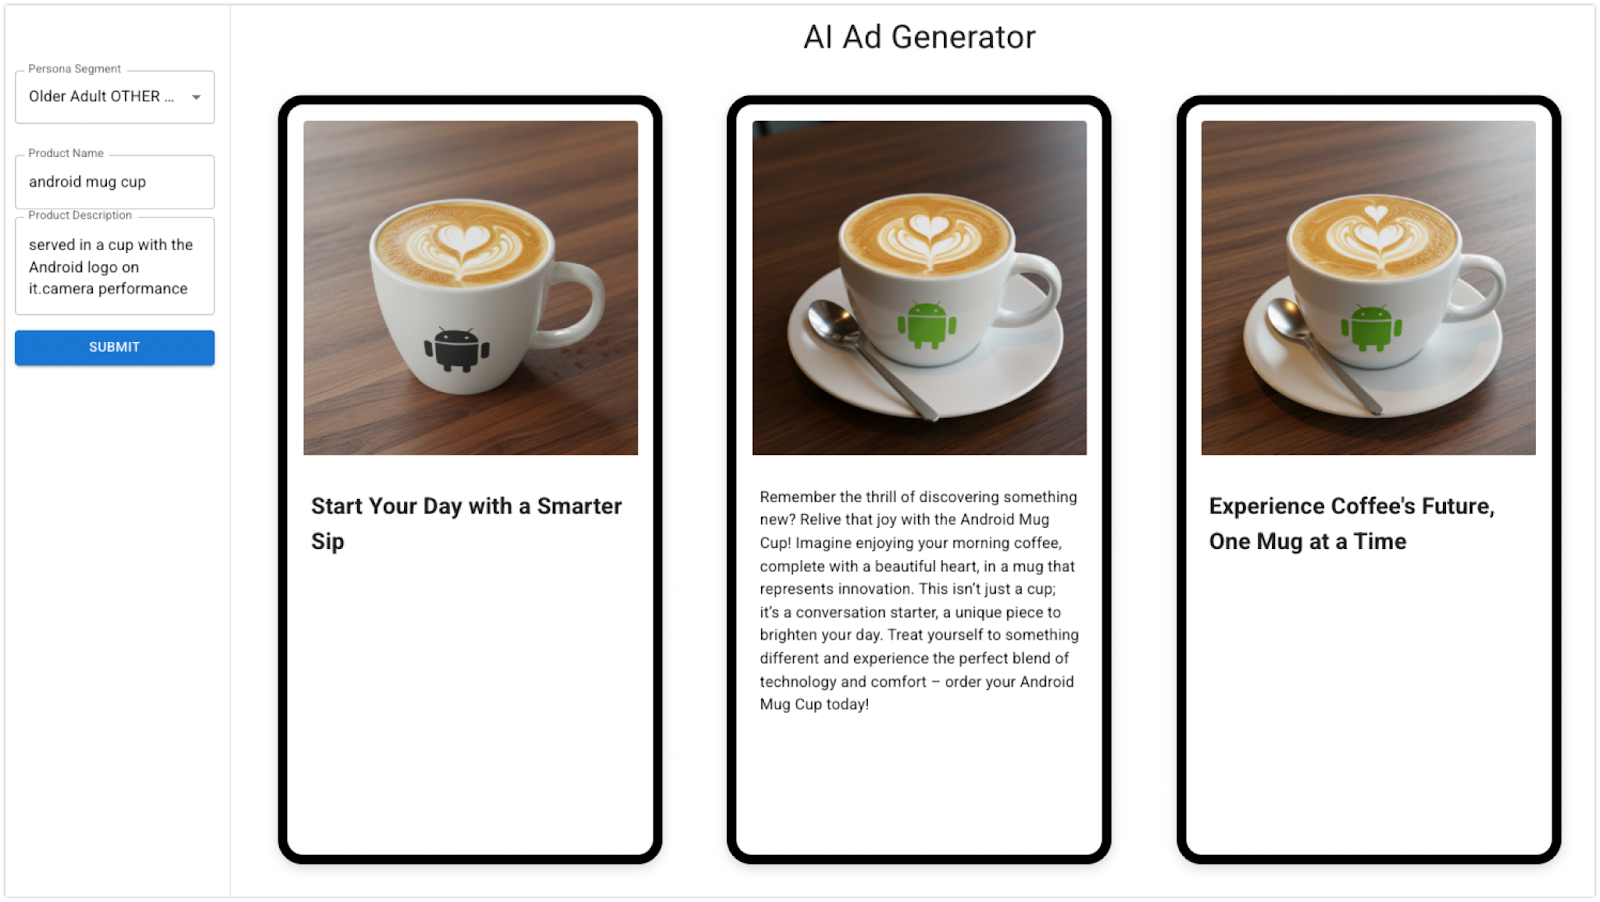 AI Ad Generator
Persona Segment
Older Adult OTHER ...
Product Name
android mug cup
Product Description
served in a cup with the
Android logo on
it.camera performance
SUBMIT
Start Your Day with a Smarter
Sip
Remember the thrill of discovering something
new? Relive that joy with the Android Mug
Cup! Imagine enjoying your morning coffee,
complete with a beautiful heart, in a mug that
represents innovation. This isn’t just a cup;
it’s a conversation starter, a unique piece to
brighten your day. Treat yourself to something
different and experience the perfect blend of
technology and comfort – order your Android
Mug Cup today!
Experience Coffee's Future,
One Mug at a Time